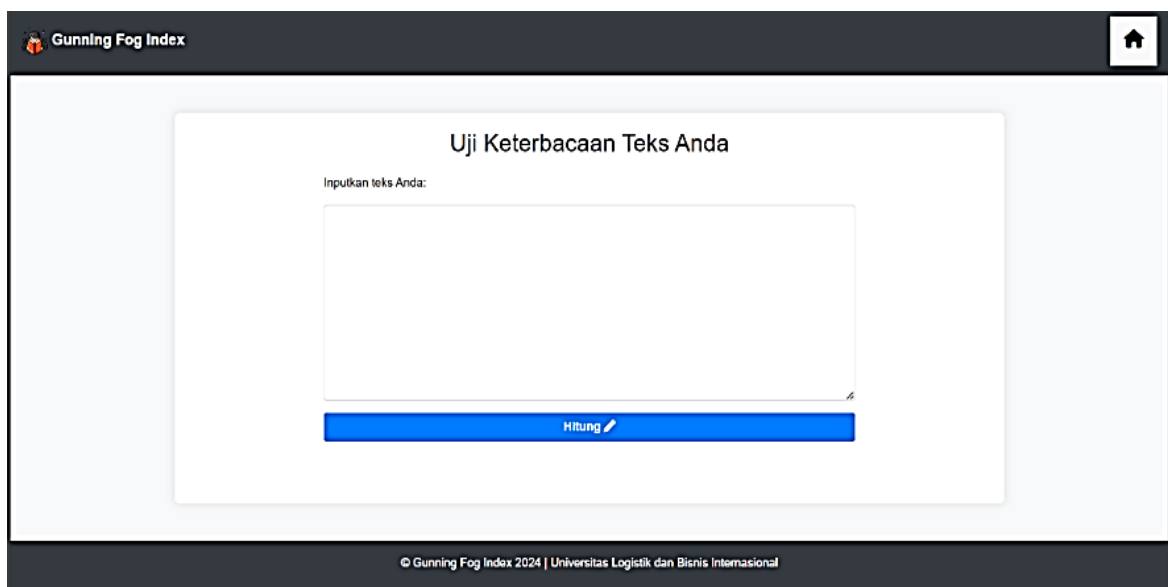 Gunning Fog Index
Uji Keterbacaan Teks Anda
Inputkan teks Anda:
Hitung
© Gunning Fog Index 2024 | Universitas Logistik dan Bisnis Internasional